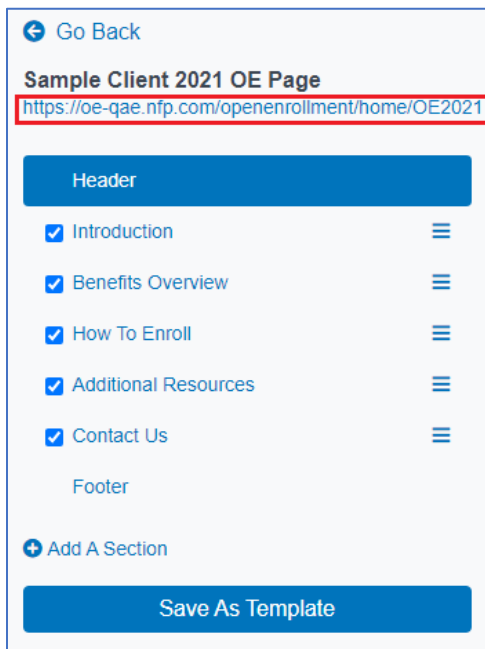 Go Back
Sample Client 2021 OE Page
https://oe-qae.nfp.com/openenrollment/home/OE2021
Header
Introduction
Benefits Overview
How To Enroll
Additional Resources
Contact Us
Footer
Add A Section
Save As Template